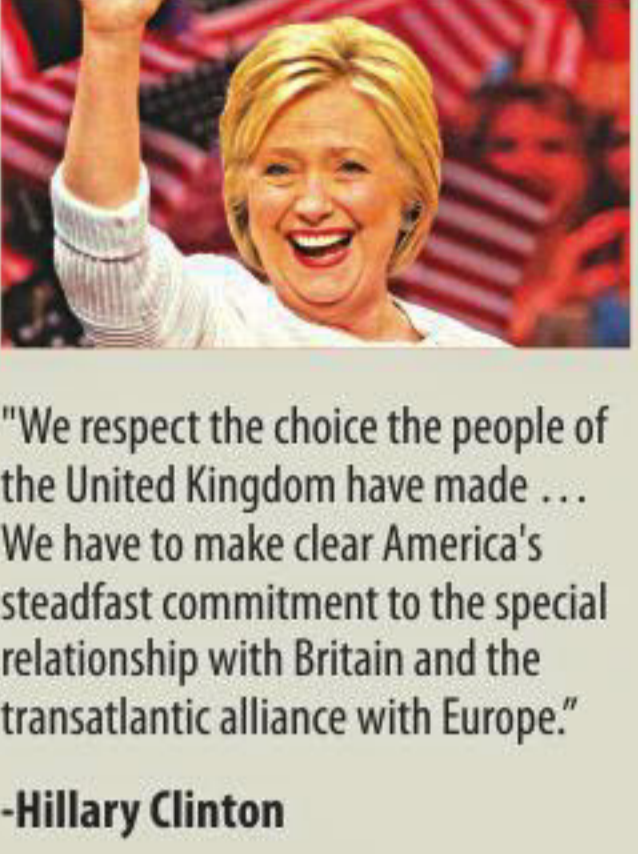 "We respect the choice the people of
the United Kingdom have made ...
We have to make clear America's
steadfast commitment to the special
relationship with Britain and the
transatlantic alliance with Europe.”
-Hillary Clinton